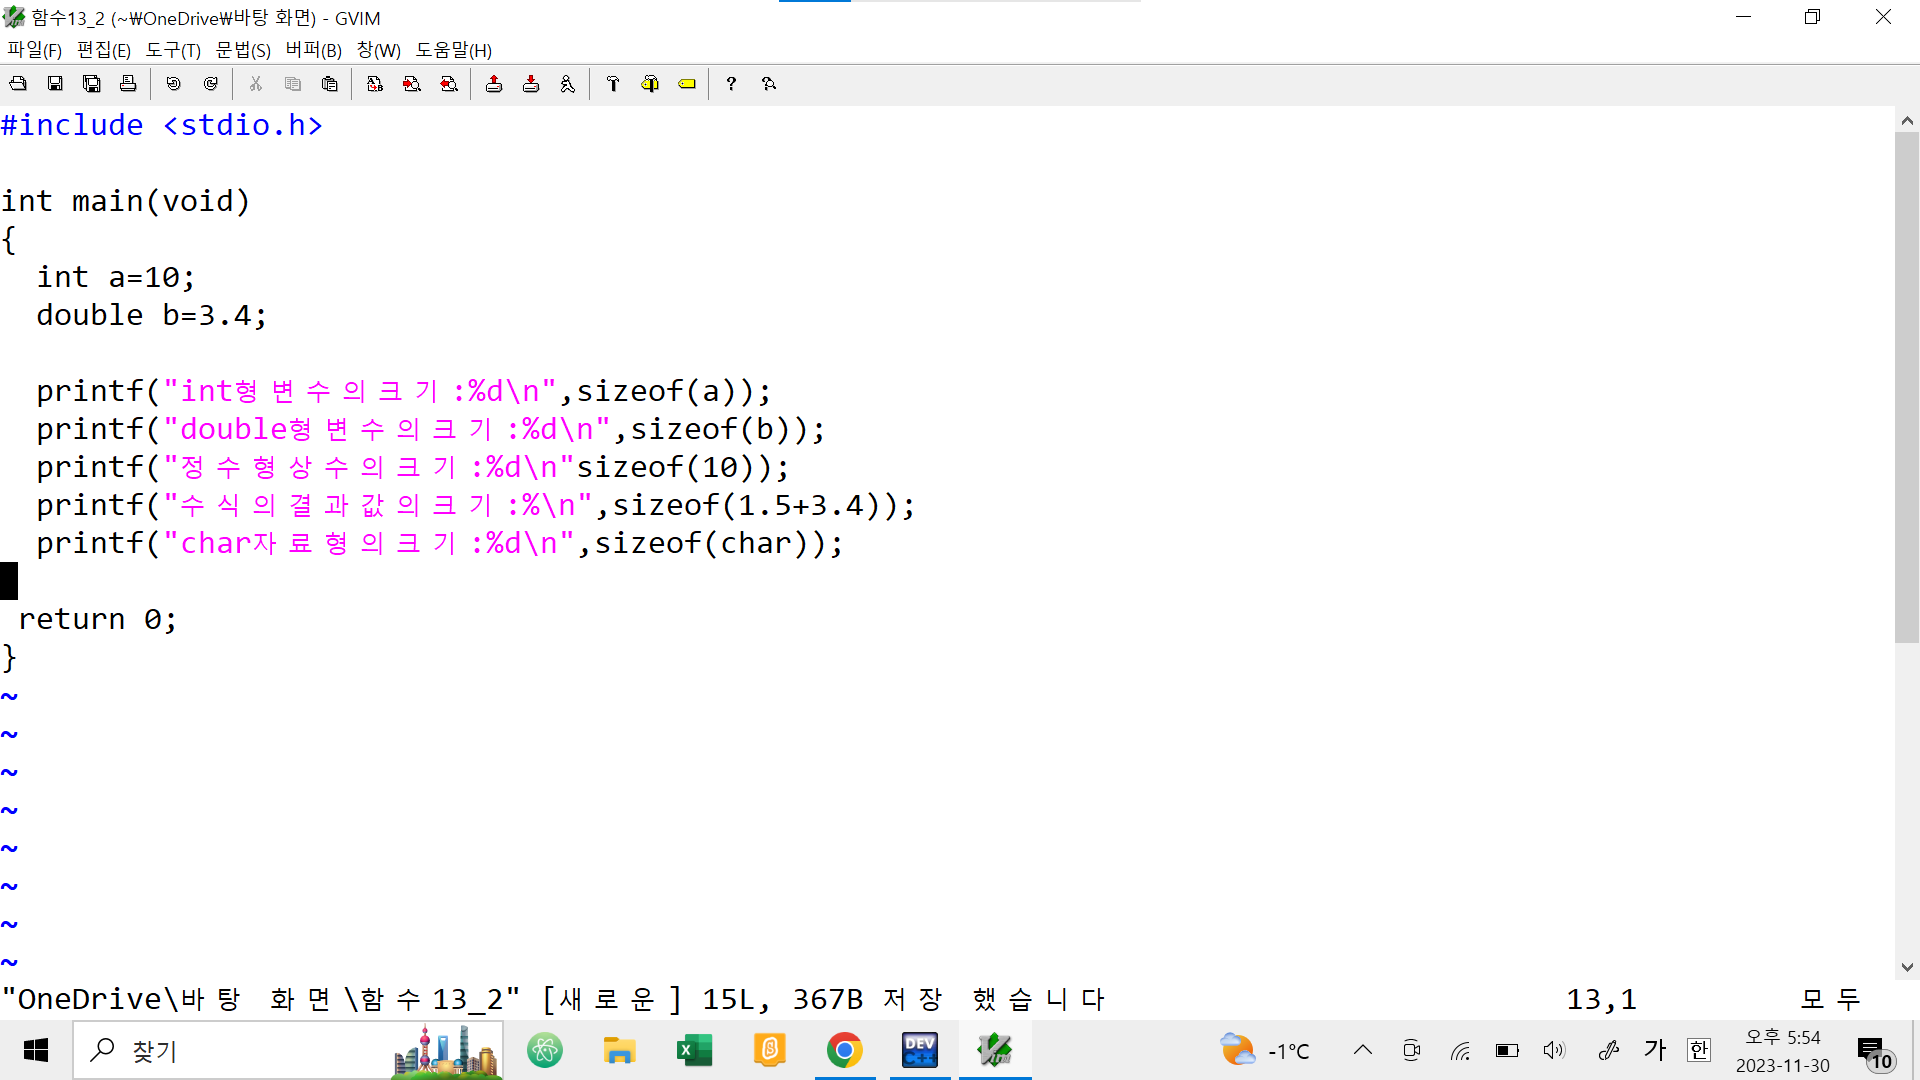 함수13_2 (~₩OneDrive₩바탕 화면) - GVIM
파일(F) 편집(E) 도구(T) 문법(S) 버퍼(B) 창(W) 도움말(H)
#include <stdio.h>
int main(void)
{
int a=10;
double b=3.4;
printf("int형변수의크기:%d\n",sizeof(a));
printf("double형변수의크기:%d\n",sizeof(b));
printf("정수형상수의크기:%d\n"sizeof(10));
printf("수식의결과값의크기:%\n",sizeof(1.5+3.4));
printf("char자료형의크기:%d\n",sizeof(char));
return 0;
}
~
~
~
~
~
~
~
~
"OneDrive\바탕 화면\함수13_2" [새로운] 15L, 367B 저장 했습니다 13,1 모두
찾기 DEV C++ -1°C 가 한 오후 5:54
2023-11-30 10